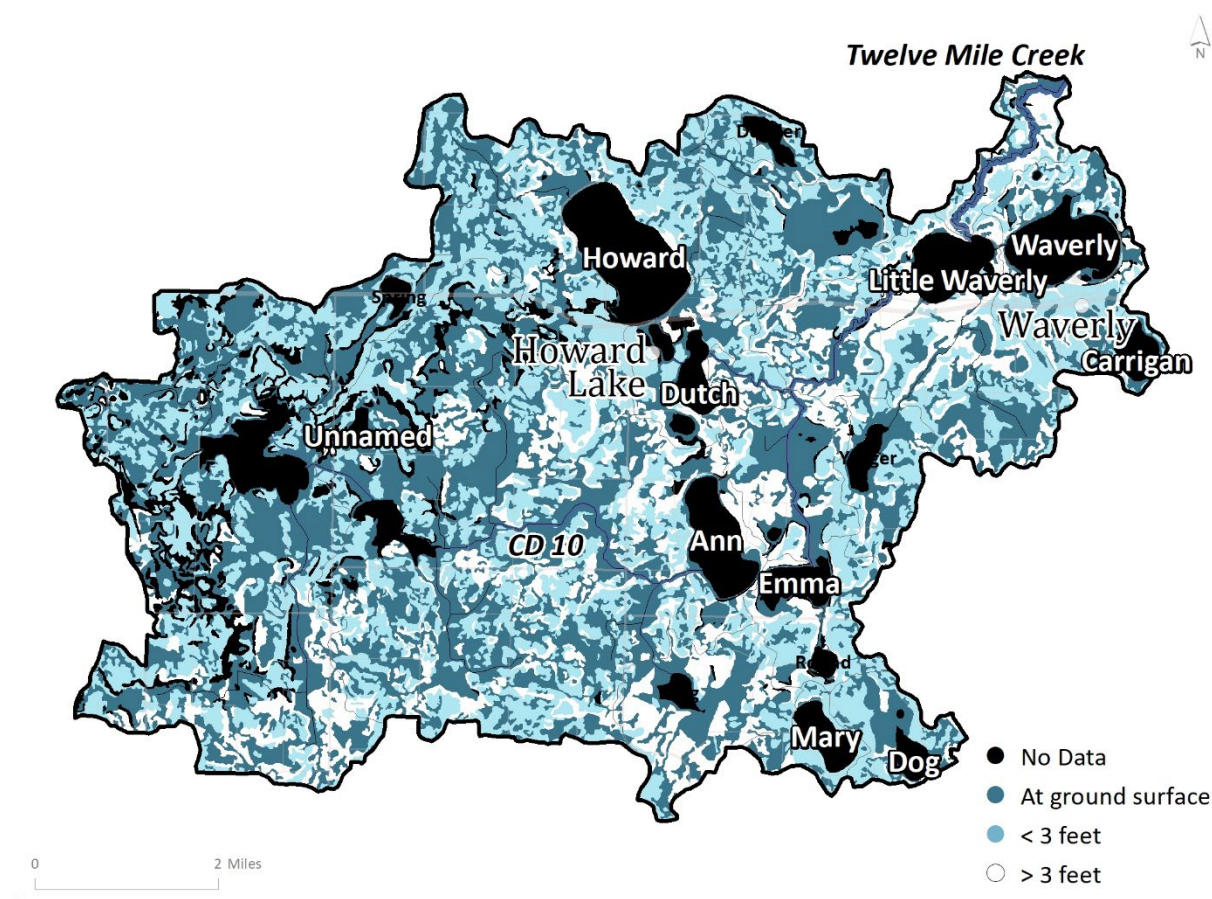 N
Twelve Mile Creek
Howard
Waverly
Little Waverly
Spring
Waverly
Howard
Lake
Carrigan
Dutch
Unnamed
CD 10
Ann
Emma
Mary
Dog
No Data
At ground surface
< 3 feet
> 3 feet
0
2 Miles